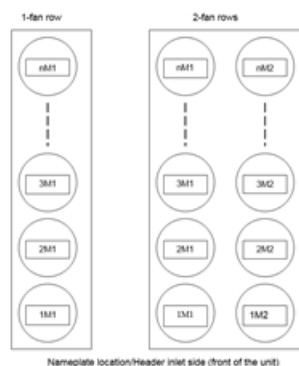 1-fan row 2-fan rows
nM1 nM1 nM2
3M1 3M1 3M2
2M1 2M1 2M2
1M1 1M1 1M2
Nameplate location/Header inlet side (front of the unit)